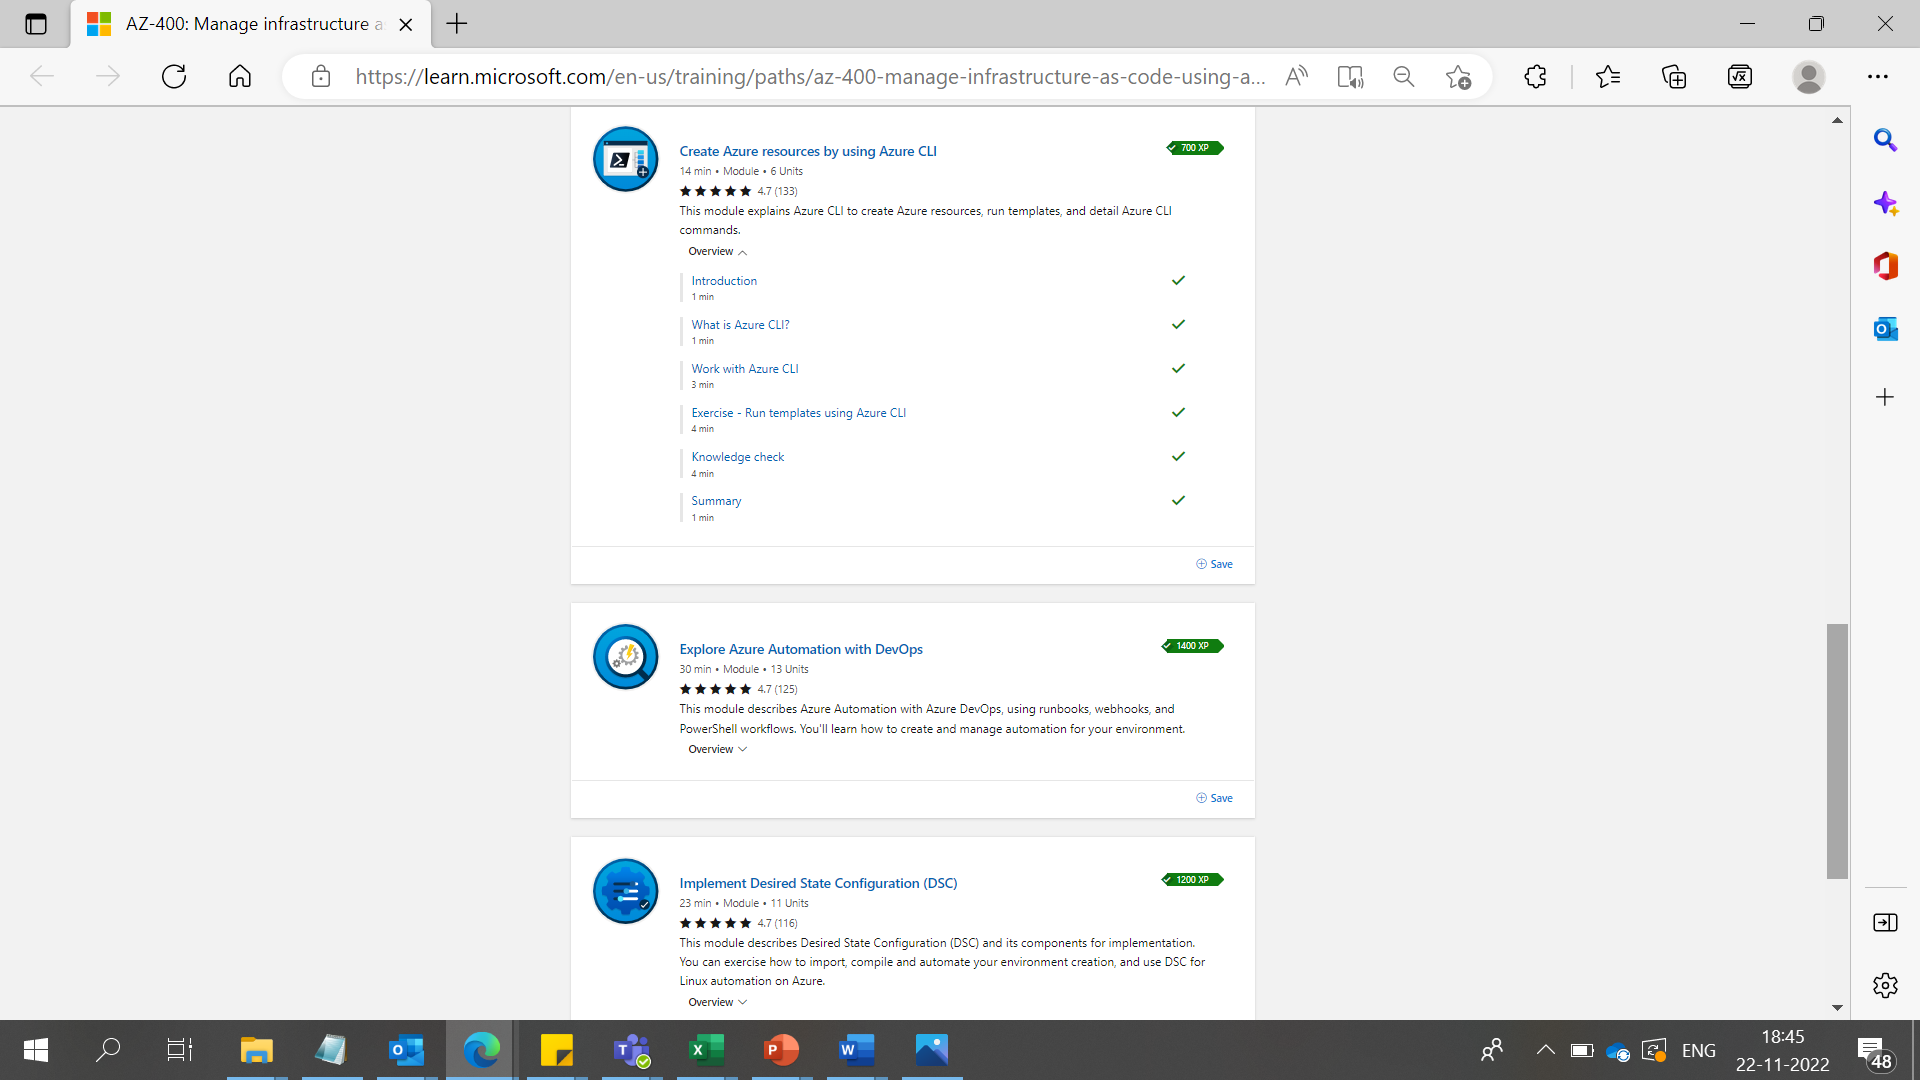 AZ-400: Manage infrastructure a
https://learn.microsoft.com/en-us/training/paths/az-400-manage-infrastructure-as-code-using-a...
Create Azure resources by using Azure CLI
700 XP
14 min • Module • 6 Units
4.7 (133)
This module explains Azure CLI to create Azure resources, run templates, and detail Azure CLI
commands.
Overview
Introduction
1 min
What is Azure CLI?
1 min
Work with Azure CLI
3 min
Exercise - Run templates using Azure CLI
4 min
Knowledge check
4 min
Summary
1 min
Save
Explore Azure Automation with DevOps
1400 XP
30 min • Module • 13 Units
4.7 (125)
This module describes Azure Automation with Azure DevOps, using runbooks, webhooks, and
PowerShell workflows. You'll learn how to create and manage automation for your environment.
Overview
Save
Implement Desired State Configuration (DSC)
1200 XP
23 min • Module • 11 Units
4.7 (116)
This module describes Desired State Configuration (DSC) and its components for implementation.
You can exercise how to import, compile and automate your environment creation, and use DSC for
Linux automation on Azure.
Overview
ENG
18:45
22-11-2022
48